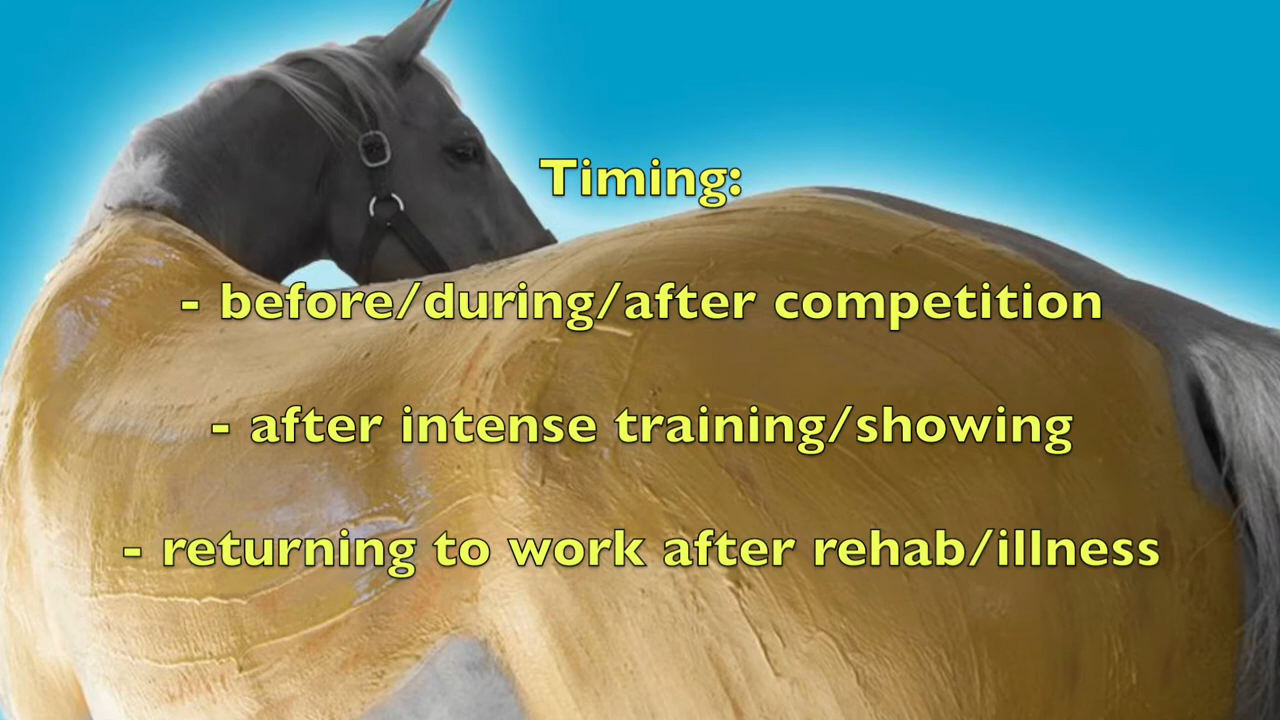 Timing:
- before/during/after competition
- after intense training/showing
- returning to work after rehab/illness